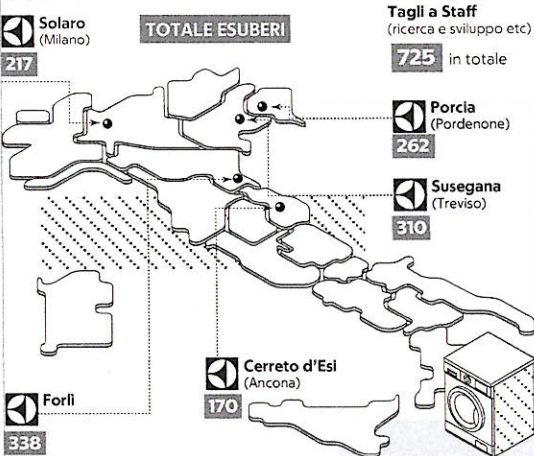 Solaro
(Milano)
217
TOTALE ESUBERI
Tagli a Staff
(ricerca e sviluppo etc)
725 in totale
Porcia
(Pordenone)
262
Susegana
(Treviso)
310
Cerreto d'Esi
(Ancona)
170
Forlì
338